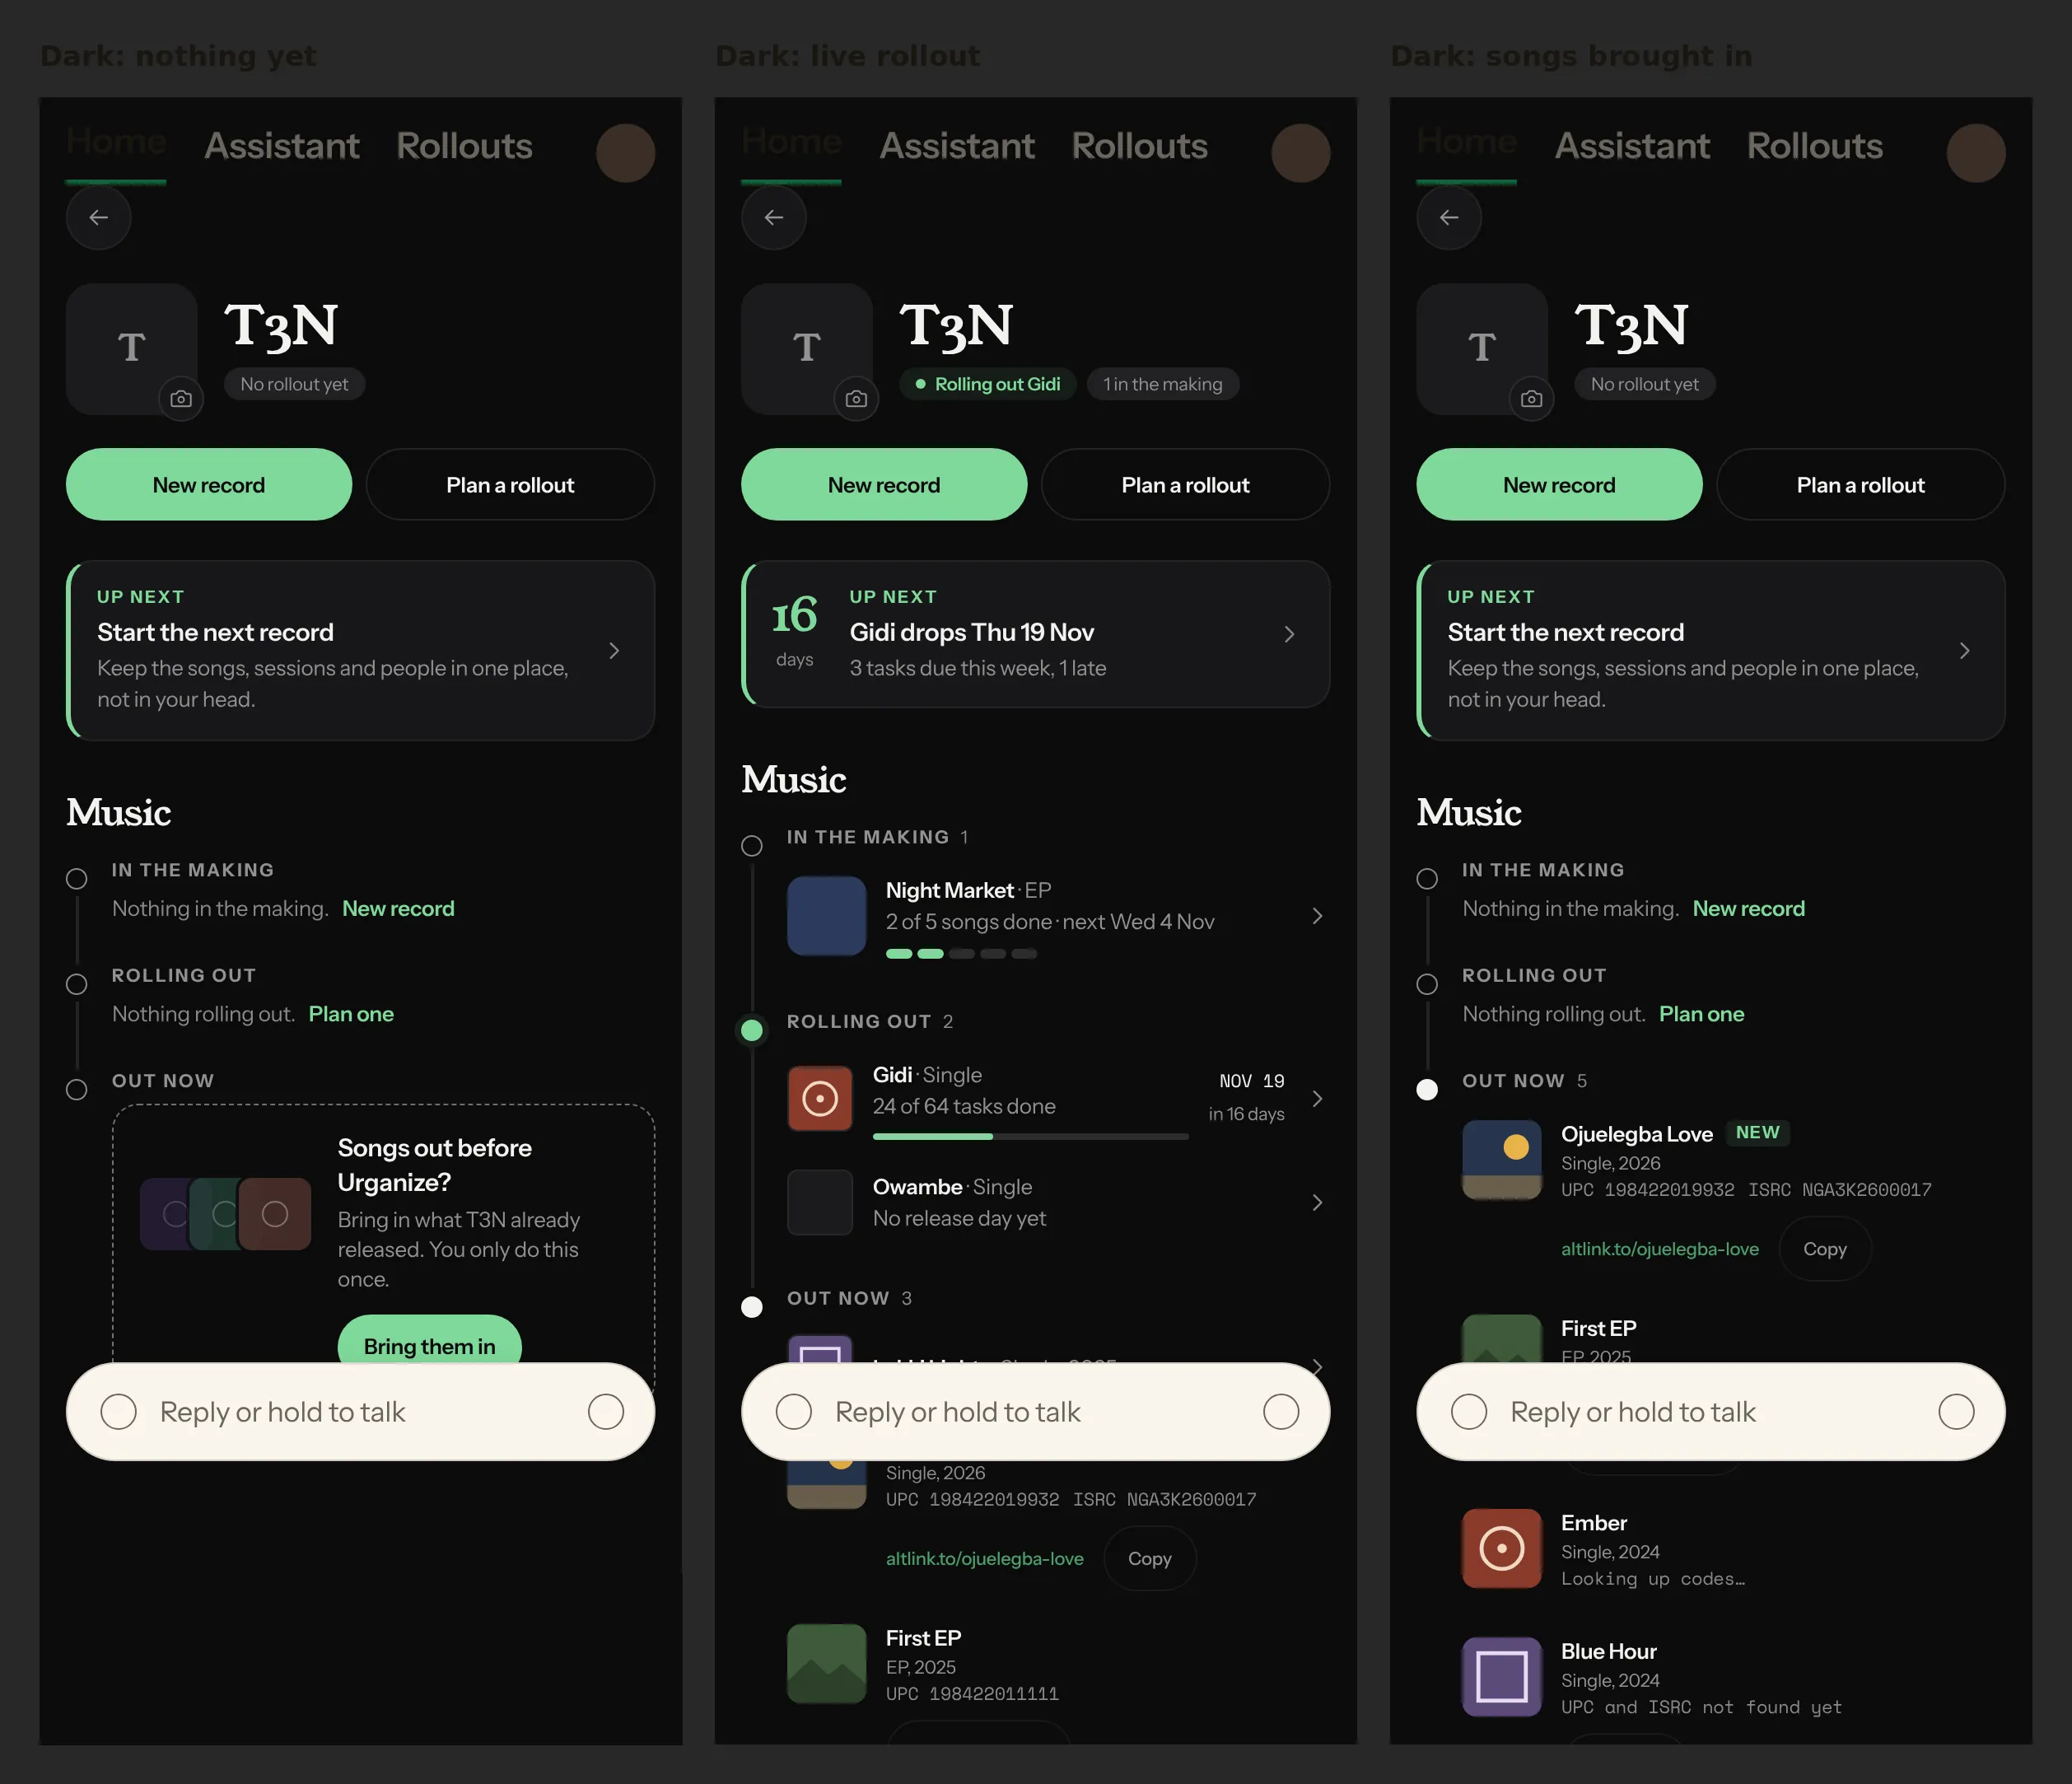 Dark: nothing yet
Home Assistant Rollouts
T
T3N
No rollout yet
New record
Plan a rollout
UP NEXT
Start the next record
Keep the songs, sessions and people in one place,
not in your head.
Music
IN THE MAKING
Nothing in the making. New record
ROLLING OUT
Nothing rolling out. Plan one
OUT NOW
Songs out before
Urganize?
Bring in what T3N already
released. You only do this
once.
Bring them in
Reply or hold to talk
Dark: live rollout
Home Assistant Rollouts
T
T3N
Rolling out Gidi
1 in the making
New record
Plan a rollout
16
days
UP NEXT
Gidi drops Thu 19 Nov
3 tasks due this week, 1 late
Music
IN THE MAKING 1
Night Market · EP
2 of 5 songs done · next Wed 4 Nov
ROLLING OUT 2
Gidi · Single
24 of 64 tasks done
NOV 19
in 16 days
Owambe · Single
No release day yet
OUT NOW 3
Reply or hold to talk
Single, 2026
UPC 198422019932 ISRC NGA3K2600017
altlink.to/ojuelegba-love
Copy
First EP
EP, 2025
UPC 198422011111
Dark: songs brought in
Home Assistant Rollouts
T
T3N
No rollout yet
New record
Plan a rollout
UP NEXT
Start the next record
Keep the songs, sessions and people in one place,
not in your head.
Music
IN THE MAKING
Nothing in the making. New record
ROLLING OUT
Nothing rolling out. Plan one
OUT NOW 5
Ojuelegba Love NEW
Single, 2026
UPC 198422019932 ISRC NGA3K2600017
altlink.to/ojuelegba-love
Copy
First EP
EP, 2025
Reply or hold to talk
Ember
Single, 2024
Looking up codes…
Blue Hour
Single, 2024
UPC and ISRC not found yet